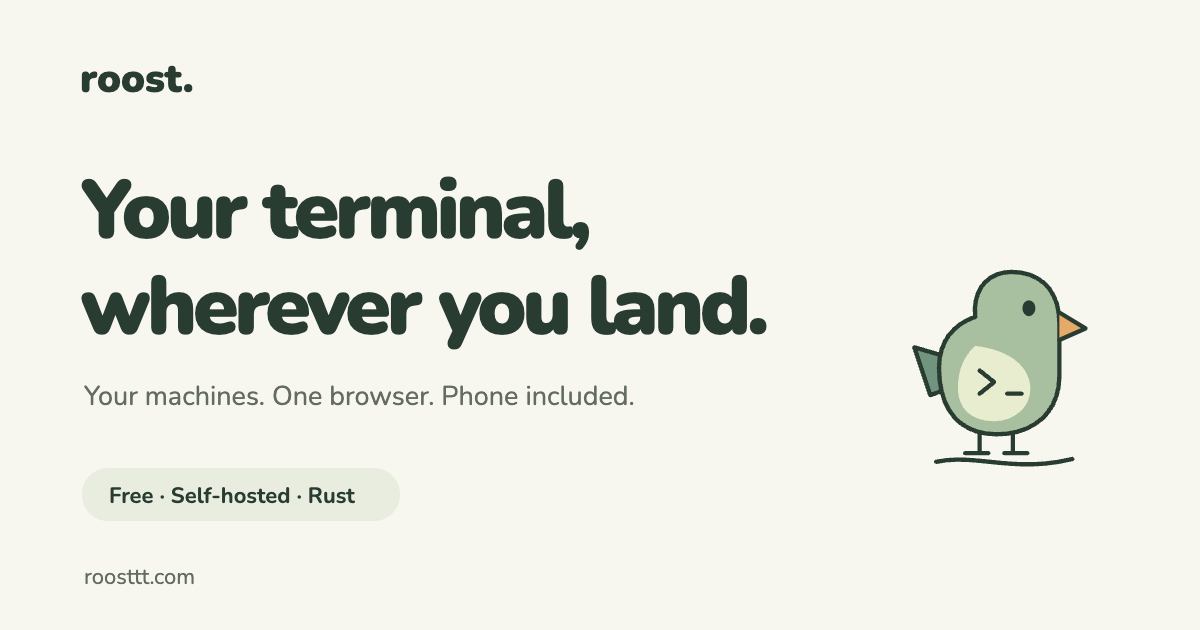 roost.
Your terminal,
wherever you land.
Your machines. One browser. Phone included.
>_
Free · Self-hosted · Rust
roosttt.com